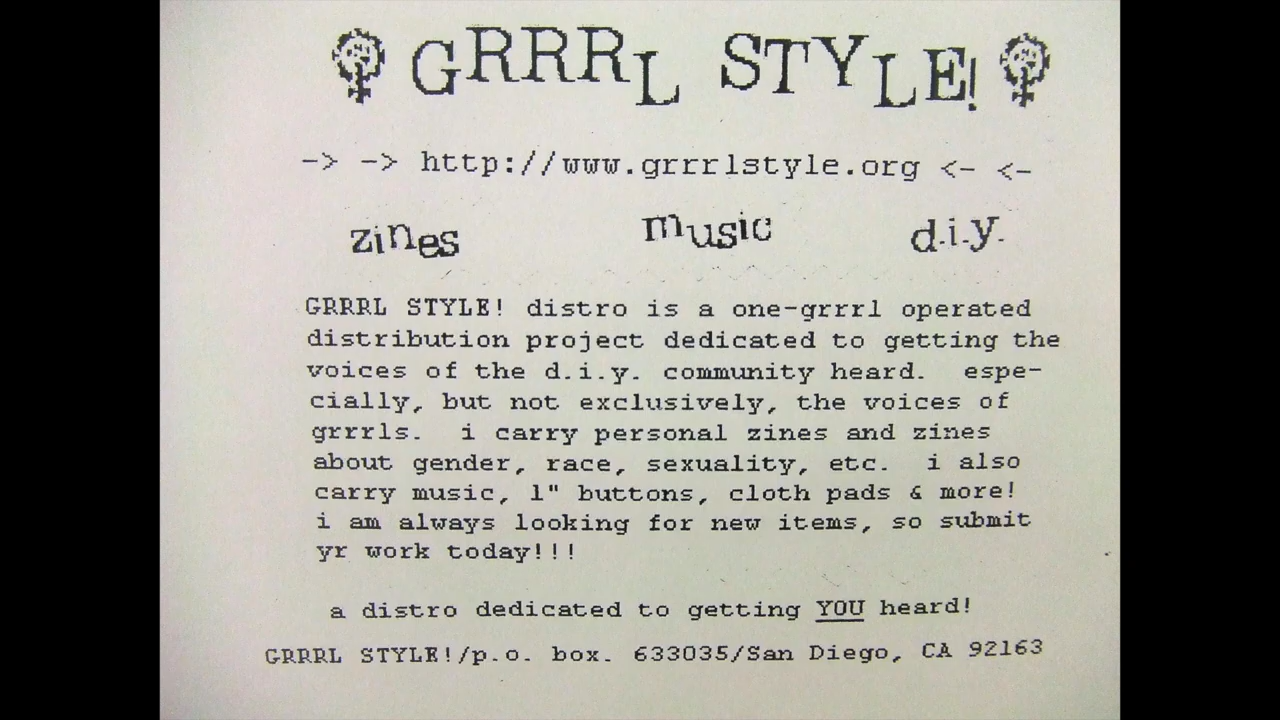 GRRRL STYLE!
-> -> http://www.grrrlstyle.org <- <-
zines music d.i.y.
GRRRL STYLE! distro is a one-grrrl operated
distribution project dedicated to getting the
voices of the d.i.y. community heard. espe-
cially, but not exclusively, the voices of
grrrls. i carry personal zines and zines
about gender, race, sexuality, etc. i also
carry music, 1" buttons, cloth pads & more!
i am always looking for new items, so submit
yr work today!!!
a distro dedicated to getting YOU heard!
GRRRL STYLE!/p.o. box. 633035/San Diego, CA 92163